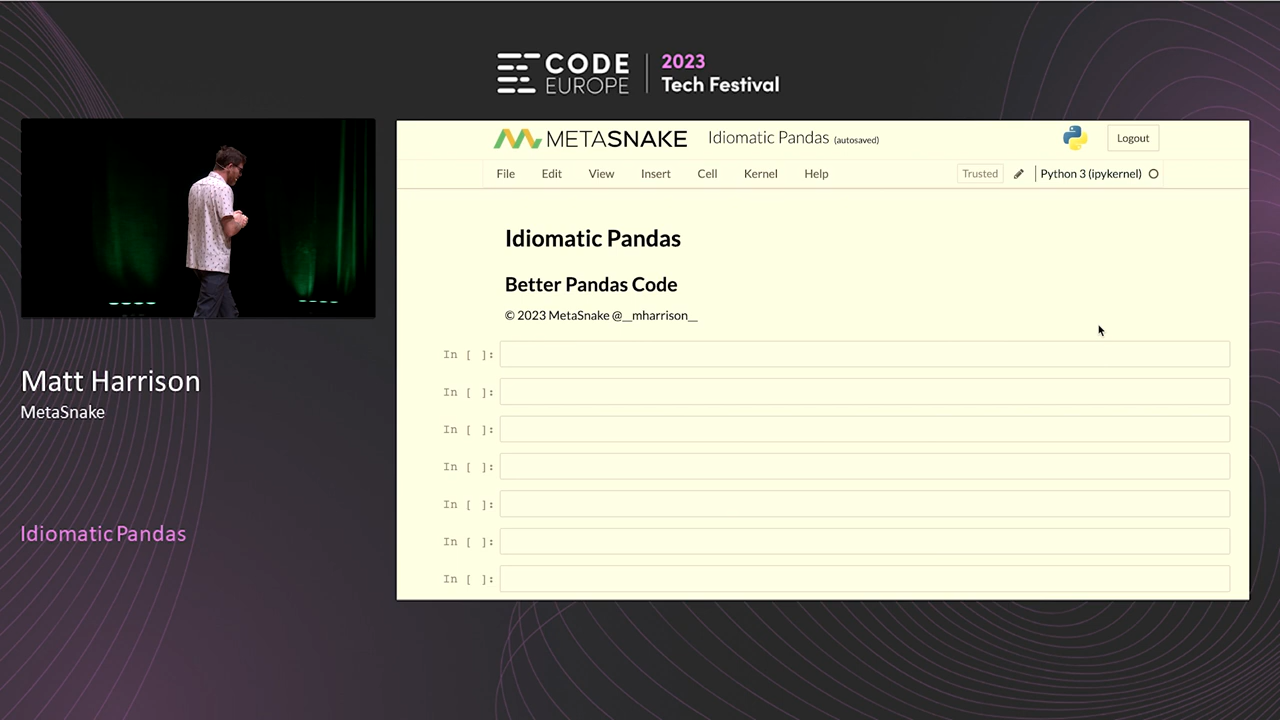 CODE
EUROPE
2023
Tech Festival
METASNAKE Idiomatic Pandas (autosaved) Logout
File Edit View Insert Cell Kernel Help Trusted Python 3 (ipykernel)
Idiomatic Pandas
Better Pandas Code
© 2023 MetaSnake @__mharrison__
In [ ]:
In [ ]:
In [ ]:
In [ ]:
In [ ]:
In [ ]:
In [ ]:
Matt Harrison
MetaSnake
Idiomatic Pandas